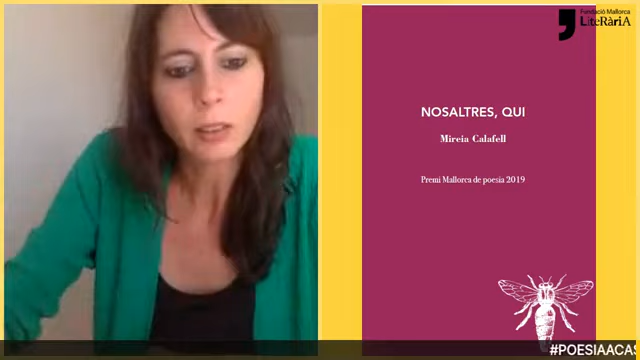 Fundació Mallorca
LiteRàriA
NOSALTRES, QUI
Mireia Calafell
Premi Mallorca de poesia 2019
#POESIAACAS